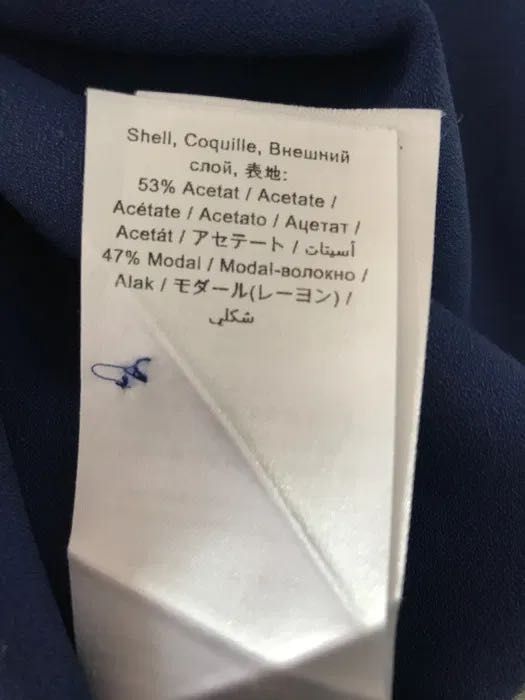 Shell, Coquille, Внешний
слой, 表地:
53% Acetat / Acetate /
Acétate / Acetato / Ацетат /
Acetát / アセテート / أسيتات
47% Modal / Modal-волокно /
Alak / モダール(レーヨン) /
شكلي